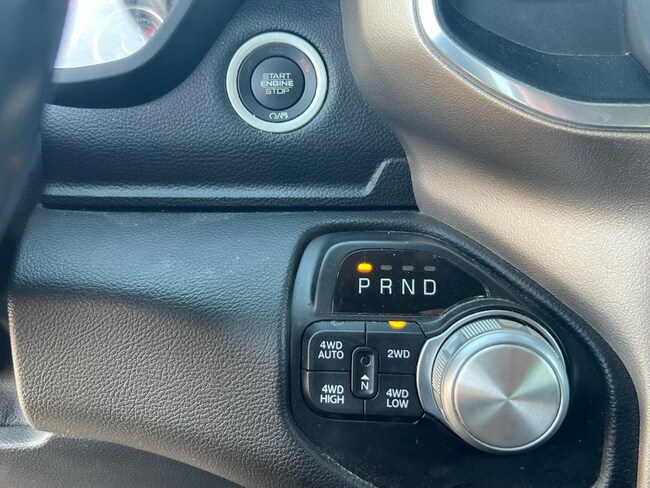 START
ENGINE
STOP
P R N D
4WD
AUTO
2WD
N
4WD
HIGH
4WD
LOW